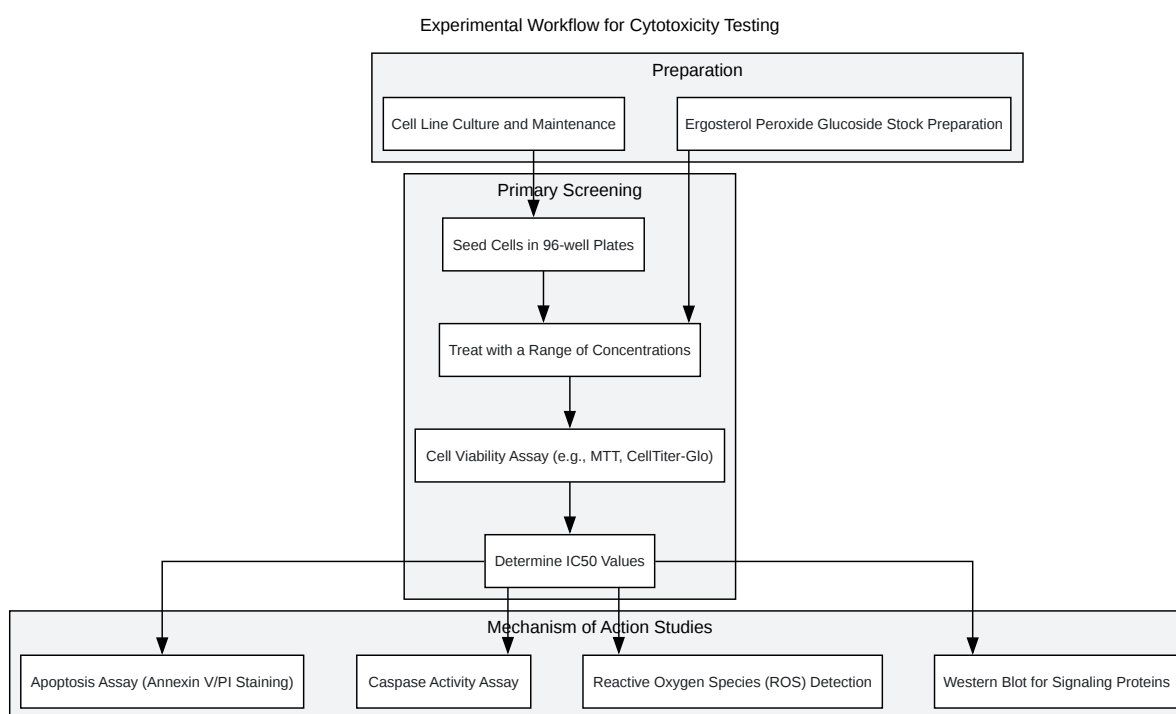 Experimental Workflow for Cytotoxicity Testing
Preparation
Cell Line Culture and Maintenance
Ergosterol Peroxide Glucoside Stock Preparation
Primary Screening
Seed Cells in 96-well Plates
Treat with a Range of Concentrations
Cell Viability Assay (e.g., MTT, CellTiter-Glo)
Determine IC50 Values
Mechanism of Action Studies
Apoptosis Assay (Annexin V/PI Staining)
Caspase Activity Assay
Reactive Oxygen Species (ROS) Detection
Western Blot for Signaling Proteins